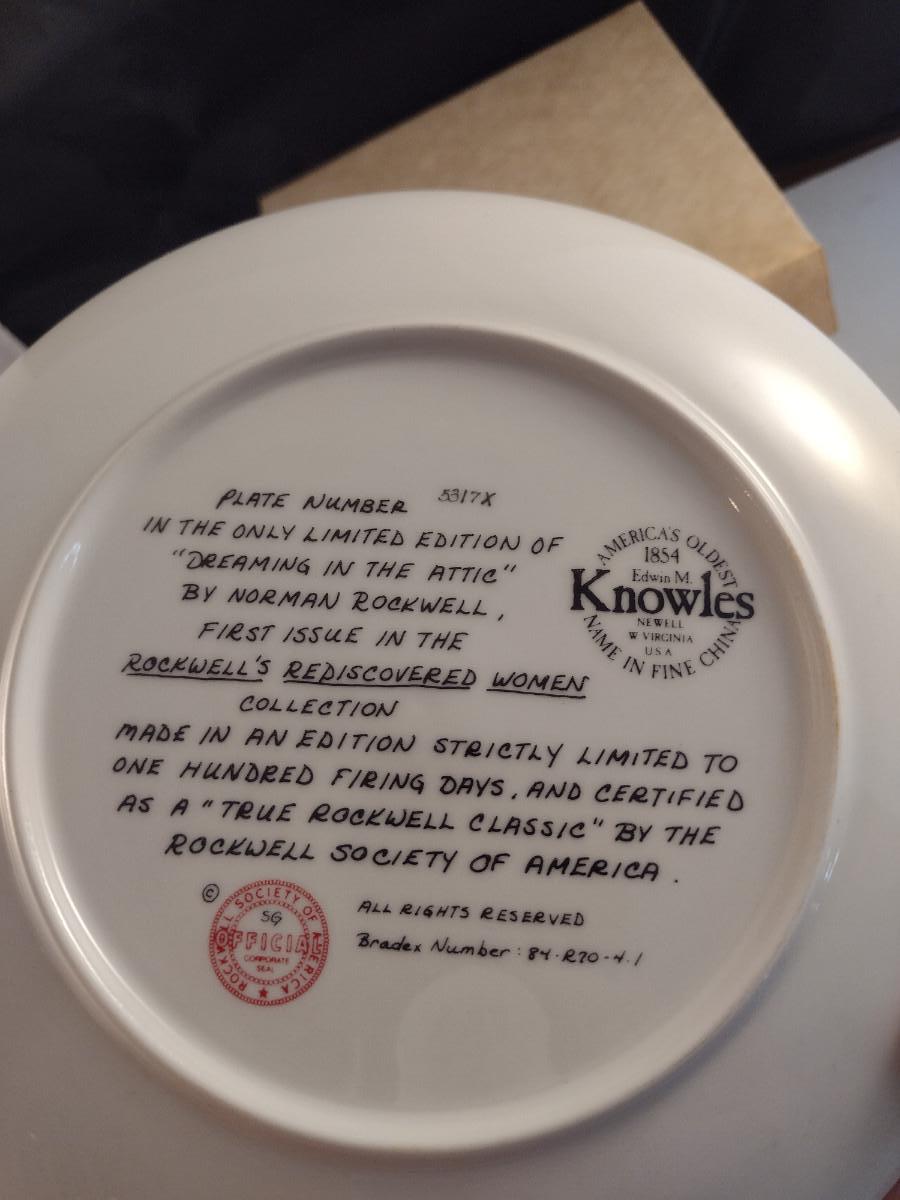 PLATE NUMBER 5317X
IN THE ONLY LIMITED EDITION OF
"DREAMING IN THE ATTIC"
BY NORMAN ROCKWELL,
FIRST ISSUE IN THE
ROCKWELL'S REDISCOVERED WOMEN
COLLECTION
MADE IN AN EDITION STRICTLY LIMITED TO
ONE HUNDRED FIRING DAYS, AND CERTIFIED
AS A "TRUE ROCKWELL CLASSIC" BY THE
ROCKWELL SOCIETY OF AMERICA.
AMERICA'S OLDEST
1854
Edwin M.
Knowles
NEWELL
W VIRGINIA
USA
NAME IN FINE CHINA
©
ROCKWELL SOCIETY OF AMERICA
SG
OFFICIAL
CORPORATE
SEAL
★
ALL RIGHTS RESERVED
Bradex Number: 84-R70-4.1